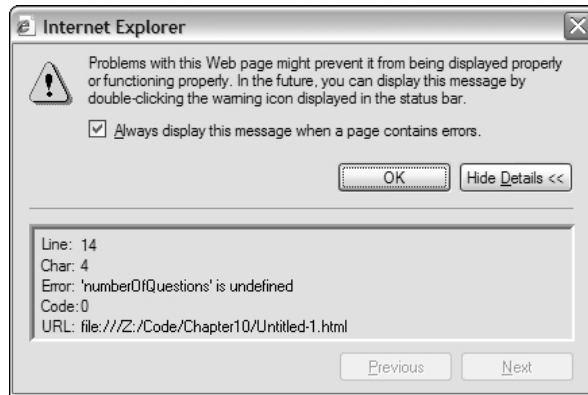 Internet Explorer
Problems with this Web page might prevent it from being displayed properly
or functioning properly. In the future, you can display this message by
double-clicking the warning icon displayed in the status bar.
Always display this message when a page contains errors.
OK
Hide Details <<
Line: 14
Char: 4
Error: 'numberOfQuestions' is undefined
Code:0
URL: file:///Z:/Code/Chapter10/Untitled-1.html
Previous
Next